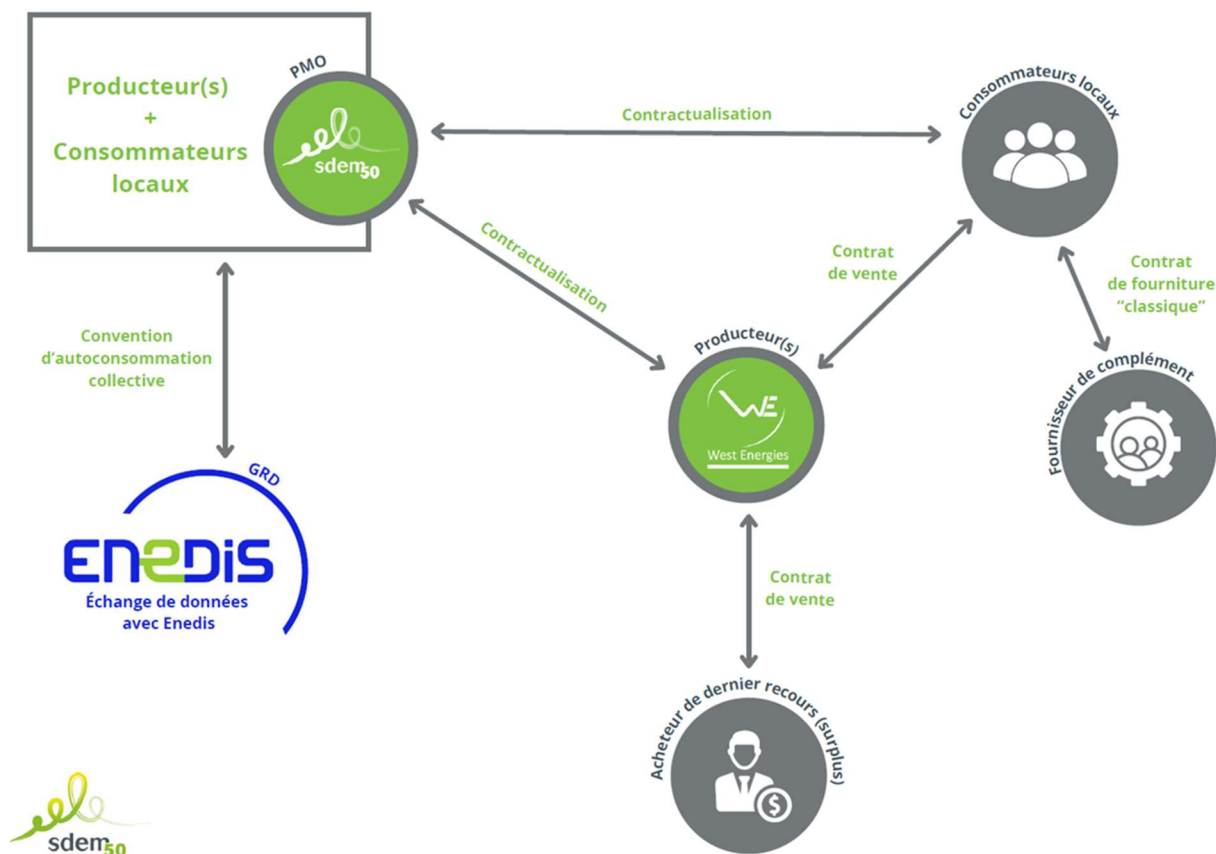 Producteur(s)
+
Consommateurs
locaux
PMO
sdem50
Contractualisation
Consommateurs locaux
Contractualisation
Contrat
de vente
Contrat
de fourniture
“classique”
Convention
d’autoconsommation
collective
Producteur(s)
WE
West Energies
Fournisseur de complément
GRD
ENEDIS
Échange de données
avec Enedis
Contrat
de vente
Acheteur de dernier recours (surplus)
$
sdem50